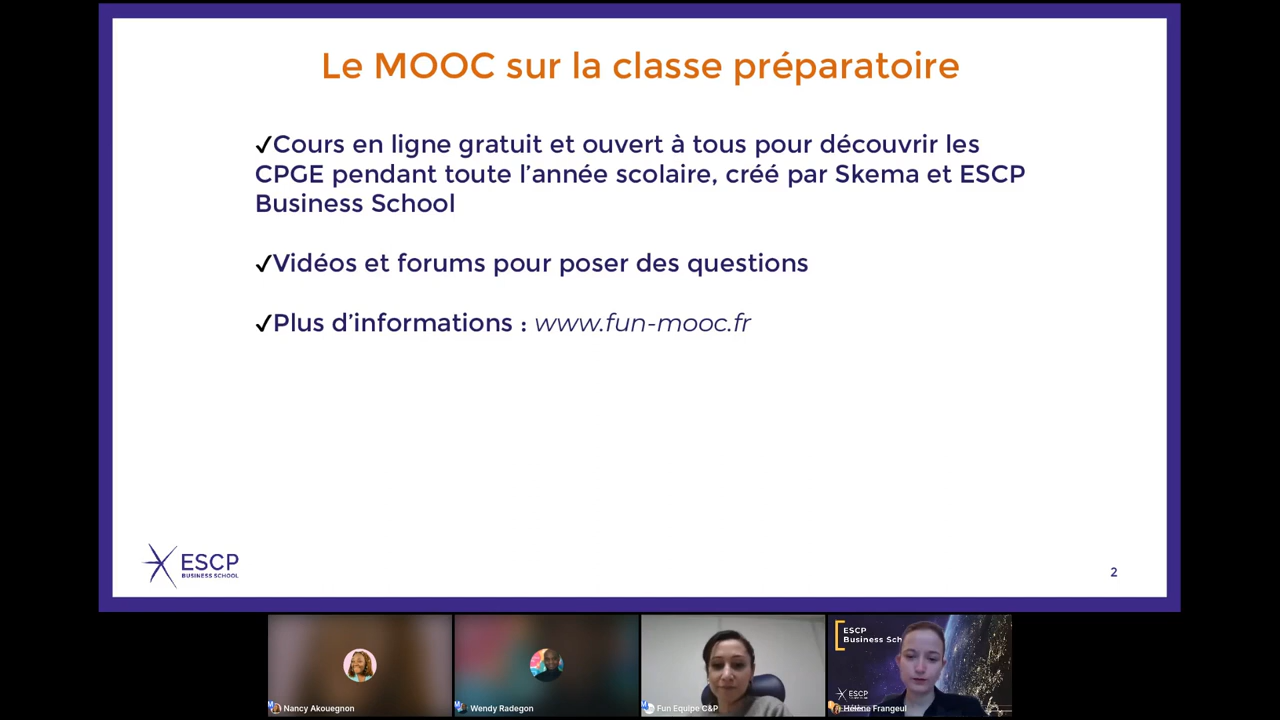 Le MOOC sur la classe préparatoire
✓Cours en ligne gratuit et ouvert à tous pour découvrir les
CPGE pendant toute l’année scolaire, créé par Skema et ESCP
Business School
✓Vidéos et forums pour poser des questions
✓Plus d’informations : www.fun-mooc.fr
ESCP
BUSINESS SCHOOL
2
Nancy Akouegnon
Wendy Radegon
Fun Equipe C&P
ESCP
Business Sch
ESCP
Hélène Frangeul